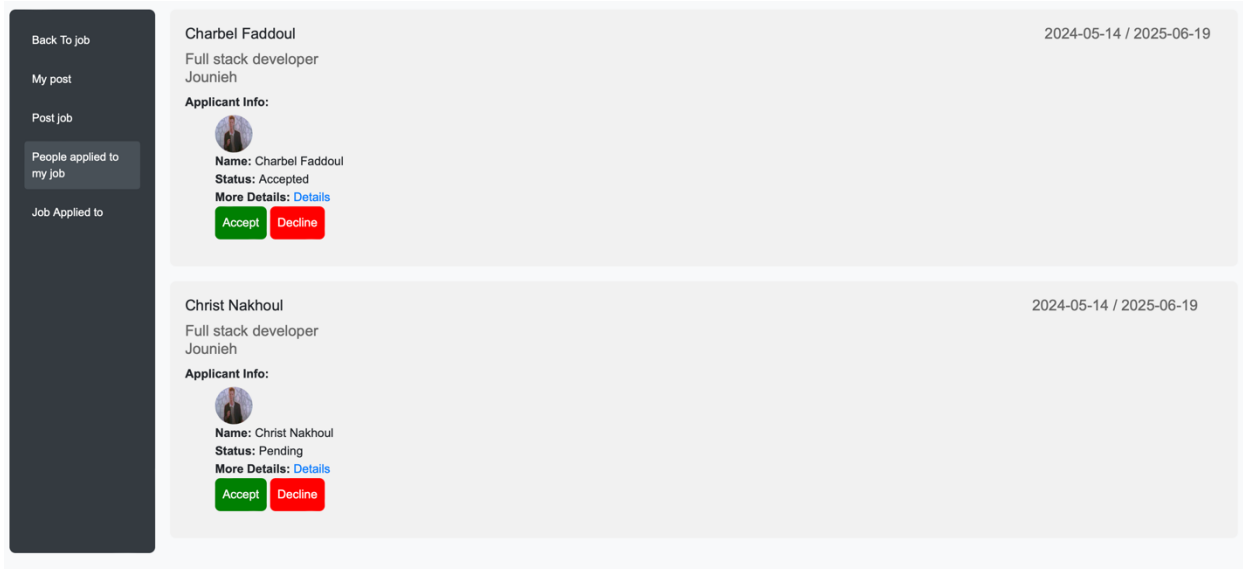 Back To job
My post
Post job
People applied to
my job
Job Applied to
Charbel Faddoul
2024-05-14 / 2025-06-19
Full stack developer
Jounieh
Applicant Info:
Name: Charbel Faddoul
Status: Accepted
More Details: Details
Accept Decline
Christ Nakhoul
2024-05-14 / 2025-06-19
Full stack developer
Jounieh
Applicant Info:
Name: Christ Nakhoul
Status: Pending
More Details: Details
Accept Decline